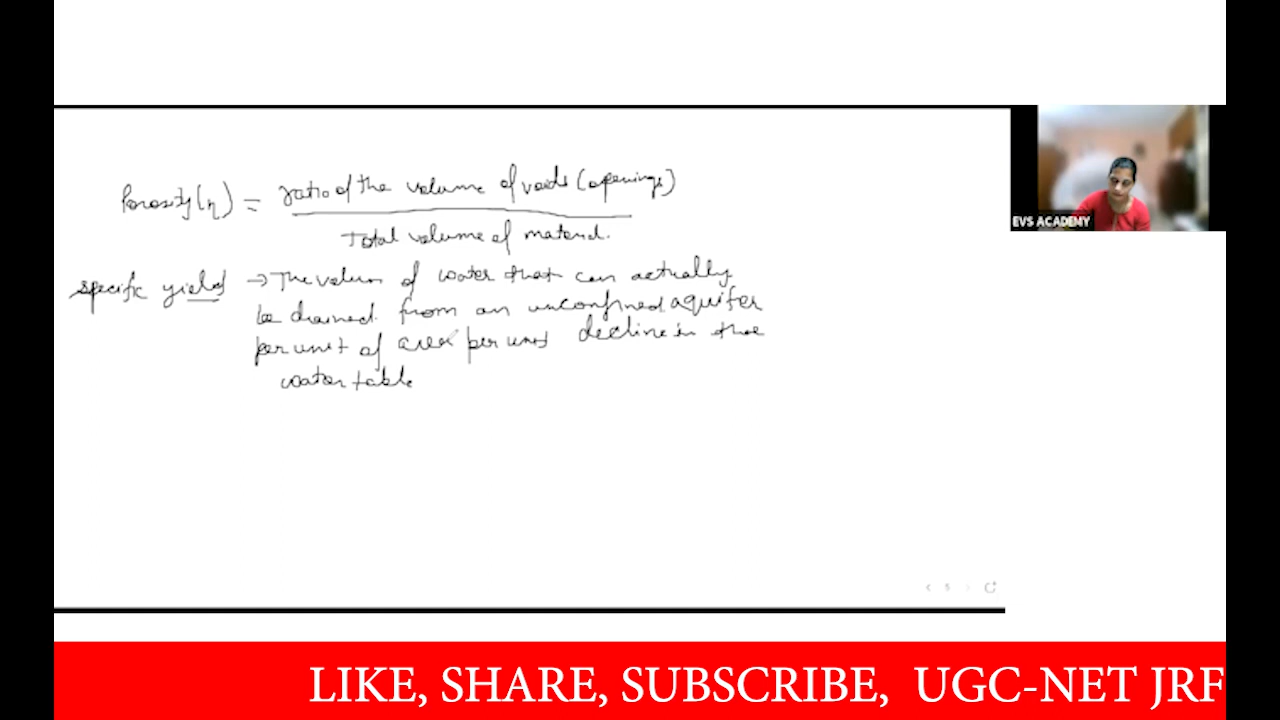 Porosity (η) = ratio of the volume of voids (openings)
Total volume of material.
specific yield → The volum of water that can actually
be drained from an unconfined aquifer
per unit of area per unit decline in the
water table
EVS ACADEMY
< 5 >
LIKE, SHARE, SUBSCRIBE, UGC-NET JRF